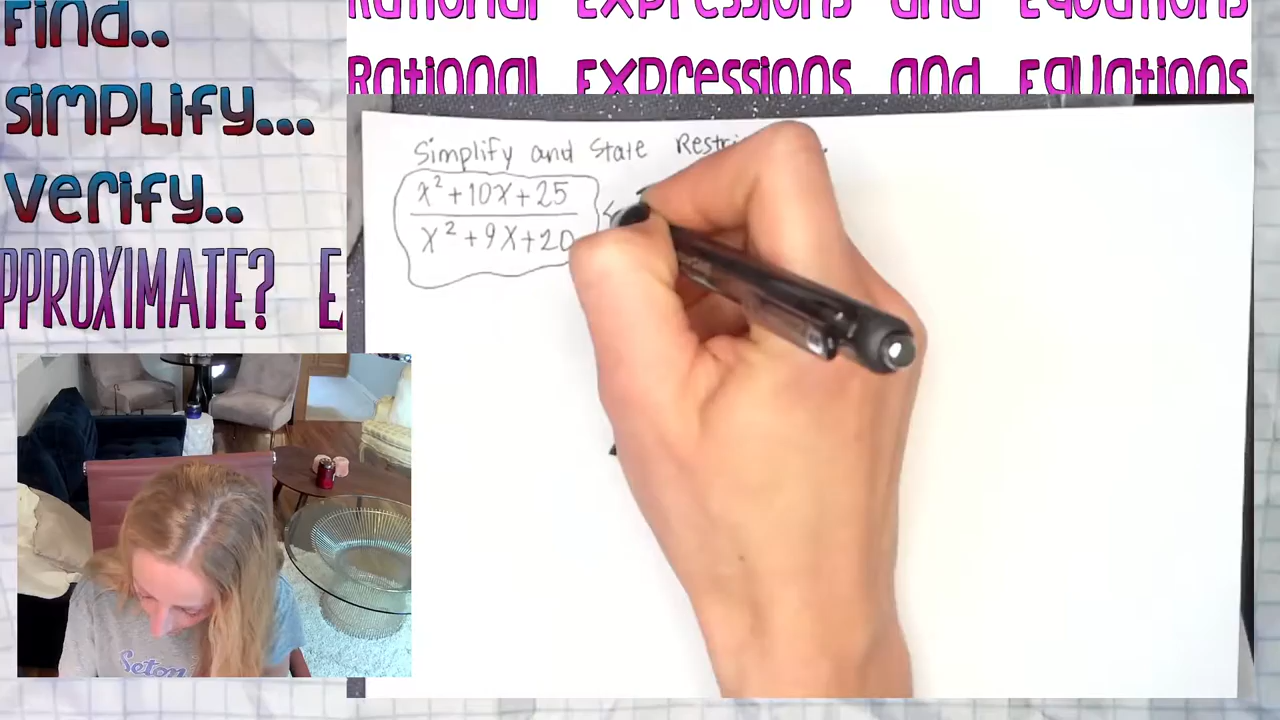 Find..
Simplify...
verify..
PPROXIMATE? E
Rational Expressions and Equations
Rational Expressions and Equations
Simplify and State Restri
x² + 10x + 25
x² + 9x + 20
Seton